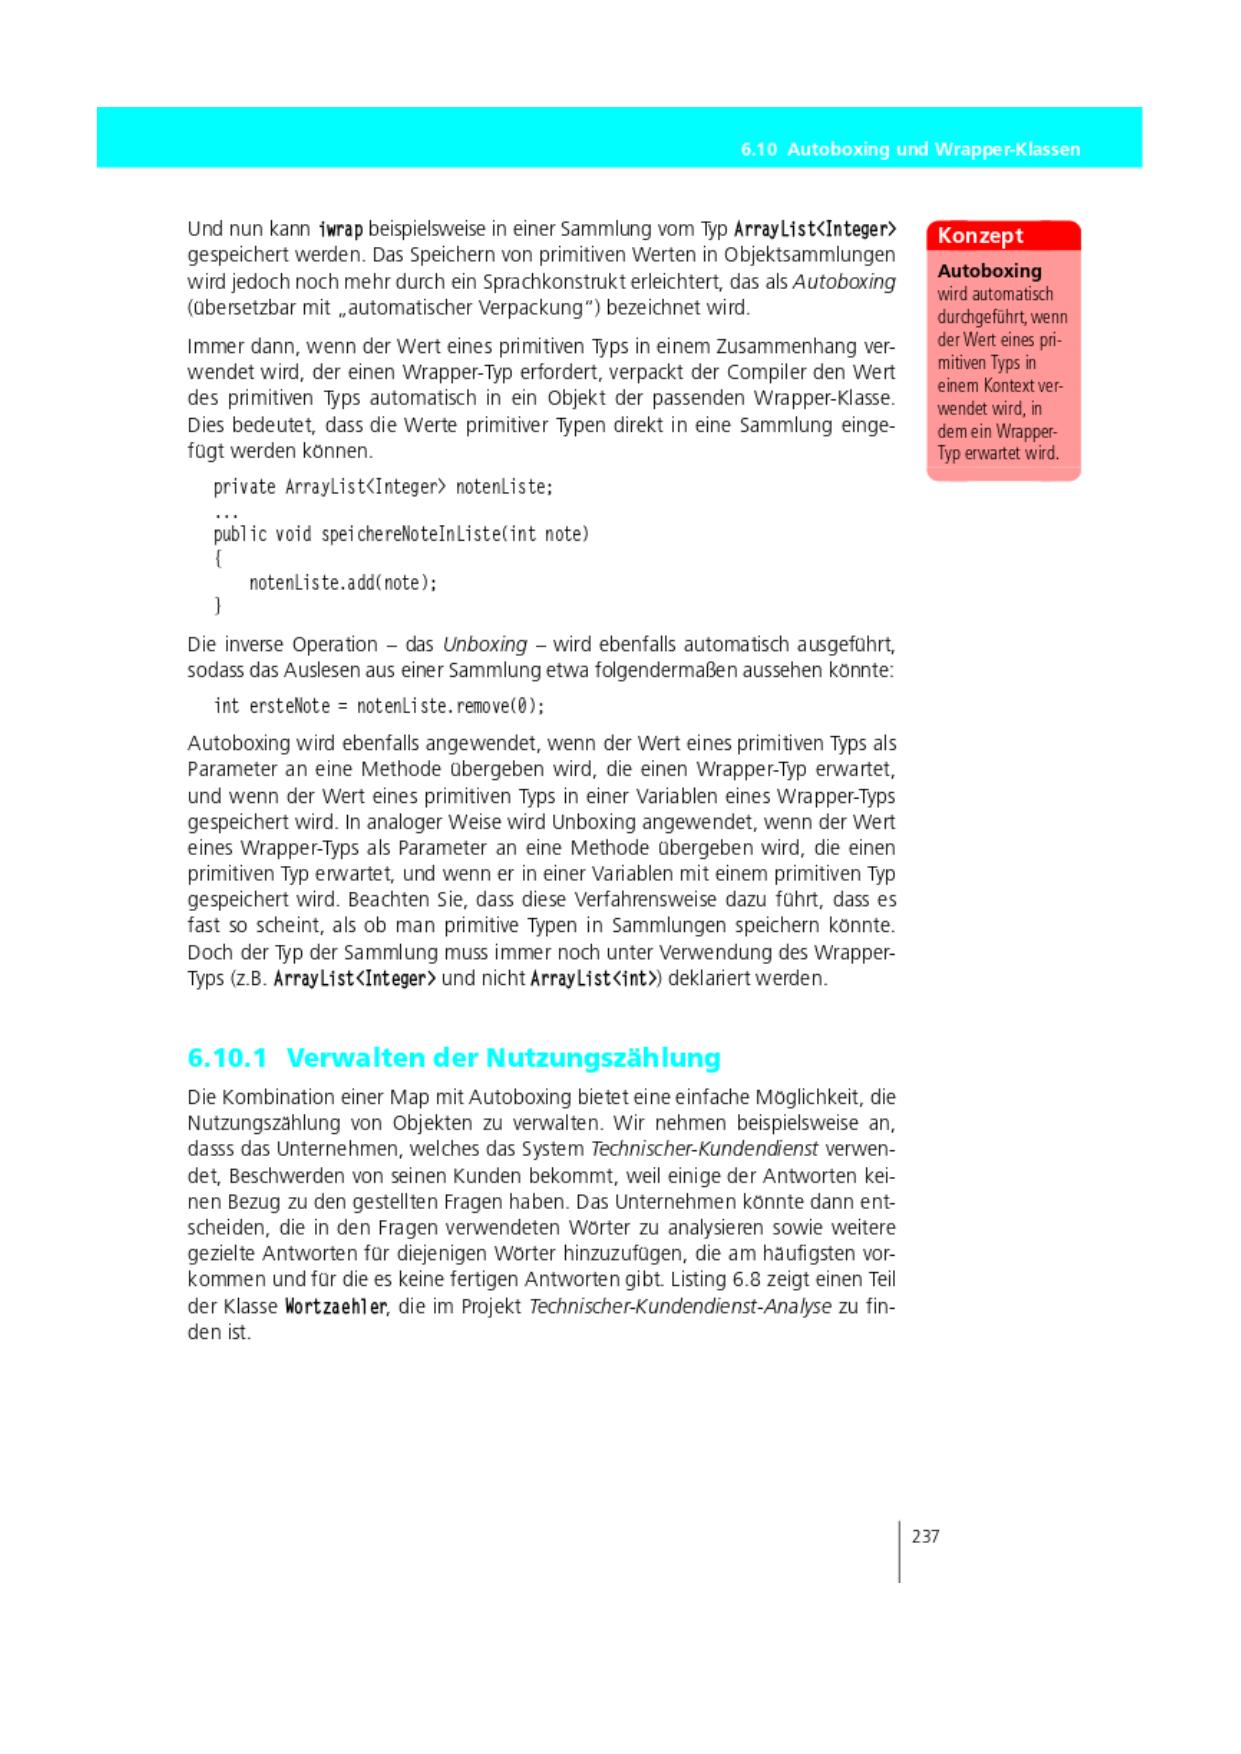 6.10 Autoboxing und Wrapper-Klassen
Und nun kann iwrap beispielsweise in einer Sammlung vom Typ ArrayList<Integer>
gespeichert werden. Das Speichern von primitiven Werten in Objektsammlungen
wird jedoch noch mehr durch ein Sprachkonstrukt erleichtert, das als Autoboxing
(übersetzbar mit „automatischer Verpackung“) bezeichnet wird.
Immer dann, wenn der Wert eines primitiven Typs in einem Zusammenhang ver-
wendet wird, der einen Wrapper-Typ erfordert, verpackt der Compiler den Wert
des primitiven Typs automatisch in ein Objekt der passenden Wrapper-Klasse.
Dies bedeutet, dass die Werte primitiver Typen direkt in eine Sammlung einge-
fügt werden können.
private ArrayList<Integer> notenListe;
...
public void speichereNoteInListe(int note)
{
notenListe.add(note);
}
Die inverse Operation – das Unboxing – wird ebenfalls automatisch ausgeführt,
sodass das Auslesen aus einer Sammlung etwa folgendermaßen aussehen könnte:
int ersteNote = notenListe.remove(0);
Autoboxing wird ebenfalls angewendet, wenn der Wert eines primitiven Typs als
Parameter an eine Methode übergeben wird, die einen Wrapper-Typ erwartet,
und wenn der Wert eines primitiven Typs in einer Variablen eines Wrapper-Typs
gespeichert wird. In analoger Weise wird Unboxing angewendet, wenn der Wert
eines Wrapper-Typs als Parameter an eine Methode übergeben wird, die einen
primitiven Typ erwartet, und wenn er in einer Variablen mit einem primitiven Typ
gespeichert wird. Beachten Sie, dass diese Verfahrensweise dazu führt, dass es
fast so scheint, als ob man primitive Typen in Sammlungen speichern könnte.
Doch der Typ der Sammlung muss immer noch unter Verwendung des Wrapper-
Typs (z.B. ArrayList<Integer> und nicht ArrayList<int>) deklariert werden.
6.10.1 Verwalten der Nutzungszählung
Die Kombination einer Map mit Autoboxing bietet eine einfache Möglichkeit, die
Nutzungszählung von Objekten zu verwalten. Wir nehmen beispielsweise an,
dasss das Unternehmen, welches das System Technischer-Kundendienst verwen-
det, Beschwerden von seinen Kunden bekommt, weil einige der Antworten kei-
nen Bezug zu den gestellten Fragen haben. Das Unternehmen könnte dann ent-
scheiden, die in den Fragen verwendeten Wörter zu analysieren sowie weitere
gezielte Antworten für diejenigen Wörter hinzuzufügen, die am häufigsten vor-
kommen und für die es keine fertigen Antworten gibt. Listing 6.8 zeigt einen Teil
der Klasse Wortzaehler, die im Projekt Technischer-Kundendienst-Analyse zu fin-
den ist.
Konzept
Autoboxing
wird automatisch
durchgeführt, wenn
der Wert eines pri-
mitiven Typs in
einem Kontext ver-
wendet wird, in
dem ein Wrapper-
Typ erwartet wird.
237